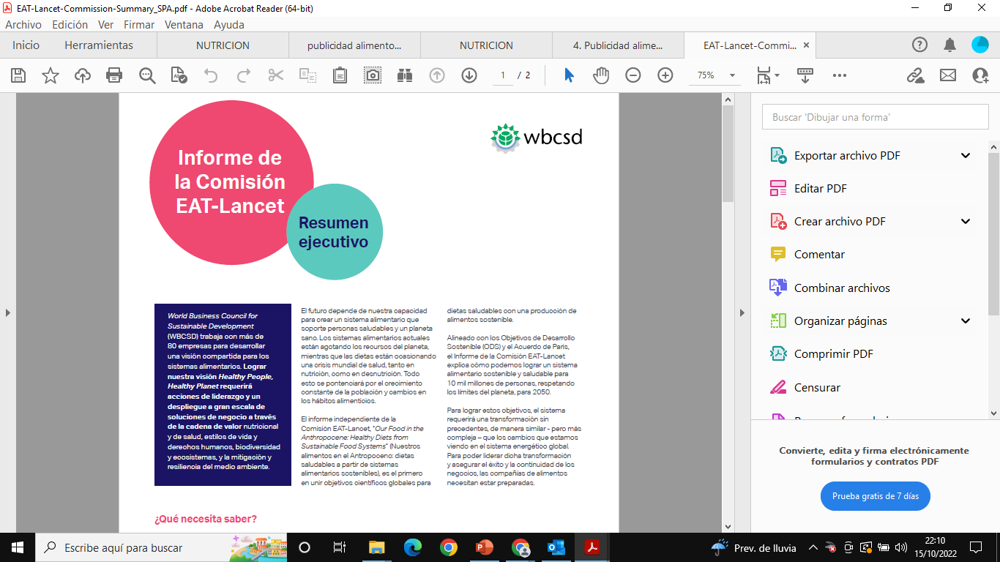 EAT-Lancet-Commission-Summary_SPA.pdf - Adobe Acrobat Reader (64-bit)
Archivo Edición Ver Firmar Ventana Ayuda
Inicio Herramientas NUTRICION publicidad alimento... NUTRICION 4. Publicidad alime... EAT-Lancet-Commi...
1 / 2 75%
Informe de
la Comisión
EAT-Lancet
Resumen
ejecutivo
wbcsd
World Business Council for
Sustainable Development
(WBCSD) trabaja con más de
80 empresas para desarrollar
una visión compartida para los
sistemas alimentarios. Lograr
nuestra visión Healthy People,
Healthy Planet requerirá
acciones de liderazgo y un
despliegue a gran escala de
soluciones de negocio a través
de la cadena de valor nutricional
y de salud, estilos de vida y
derechos humanos, biodiversidad
y ecosistemas, y la mitigación y
resiliencia del medio ambiente.
El futuro depende de nuestra capacidad
para crear un sistema alimentario que
soporte personas saludables y un planeta
sano. Los sistemas alimentarios actuales
están agotando los recursos del planeta,
mientras que las dietas están ocasionando
una crisis mundial de salud, tanto en
nutrición, como en desnutrición. Todo
esto se pontenciará por el crecimiento
constante de la población y cambios en
los hábitos alimenticios.
El informe independiente de la
Comisión EAT-Lancet, "Our Food in the
Anthropocene: Healthy Diets from
Sustainable Food Systems" (Nuestros
alimentos en el Antropoceno: dietas
saludables a partir de sistemas
alimentarios sostenibles), es el primero
en unir objetivos científicos globales para
dietas saludables con una producción de
alimentos sostenible.
Alineado con los Objetivos de Desarrollo
Sostenible (ODS) y el Acuerdo de Paris,
el Informe de la Comisión EAT-Lancet
explica cómo podemos lograr un sistema
alimentario sostenible y saludable para
10 mil millones de personas, respetando
los límites del planeta, para 2050.
Para lograr estos objetivos, el sistema
requerirá una transformación sin
precedentes, de manera similar - pero más
compleja – que los cambios que estamos
viendo en el sistema energético global.
Para poder liderar dicha transformación
y asegurar el éxito y la continuidad de los
negocios, las compañías de alimentos
necesitan estar preparadas.
¿Qué necesita saber?
Buscar 'Dibujar una forma'
Exportar archivo PDF
Editar PDF
Crear archivo PDF
Comentar
Combinar archivos
Organizar páginas
Comprimir PDF
Censurar
Convierte, edita y firma electrónicamente
formularios y contratos PDF
Prueba gratis de 7 días
Escribe aquí para buscar
Prev. de lluvia
22:10
15/10/2022